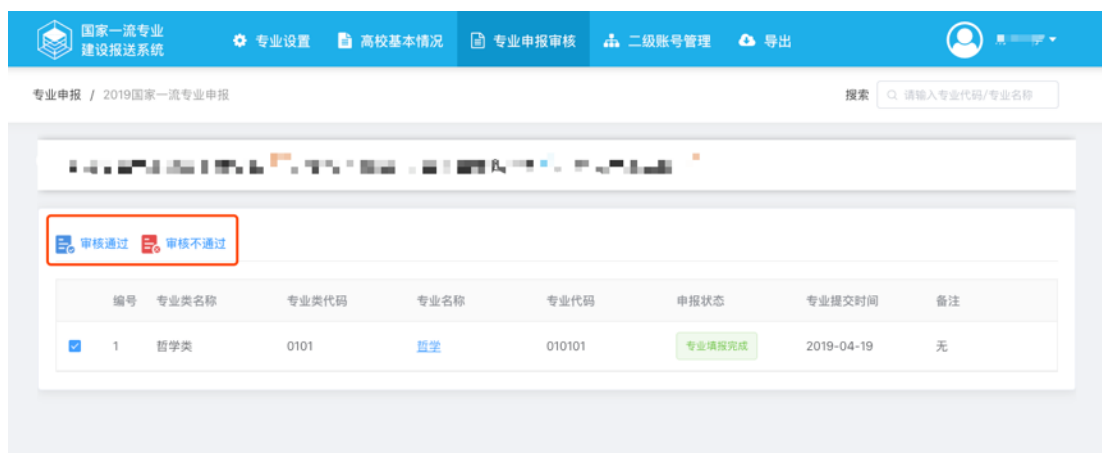 国家一流专业
建设报送系统
专业设置 高校基本情况 专业申报审核 二级账号管理 导出
专业申报 / 2019国家一流专业申报 搜索 请输入专业代码/专业名称
审核通过 审核不通过
编号 专业类名称 专业类代码 专业名称 专业代码 申报状态 专业提交时间 备注
1 哲学类 0101 哲学 010101 专业填报完成 2019-04-19 无